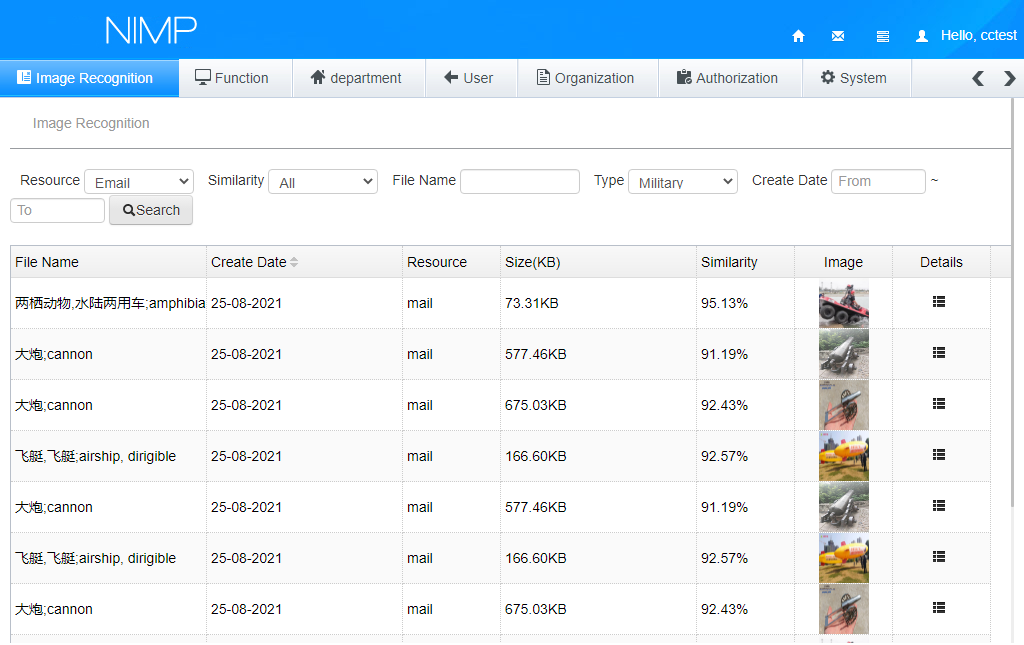 NIMP
Hello, cctest
Image Recognition Function department User Organization Authorization System
Image Recognition
Resource Email Similarity All File Name Type Military Create Date From ~
To Search
File Name Create Date Resource Size(KB) Similarity Image Details
两栖动物,水陆两用车;amphibia 25-08-2021 mail 73.31KB 95.13%
大炮;cannon 25-08-2021 mail 577.46KB 91.19%
大炮;cannon 25-08-2021 mail 675.03KB 92.43%
飞艇,飞艇;airship, dirigible 25-08-2021 mail 166.60KB 92.57%
大炮;cannon 25-08-2021 mail 577.46KB 91.19%
飞艇,飞艇;airship, dirigible 25-08-2021 mail 166.60KB 92.57%
大炮;cannon 25-08-2021 mail 675.03KB 92.43%